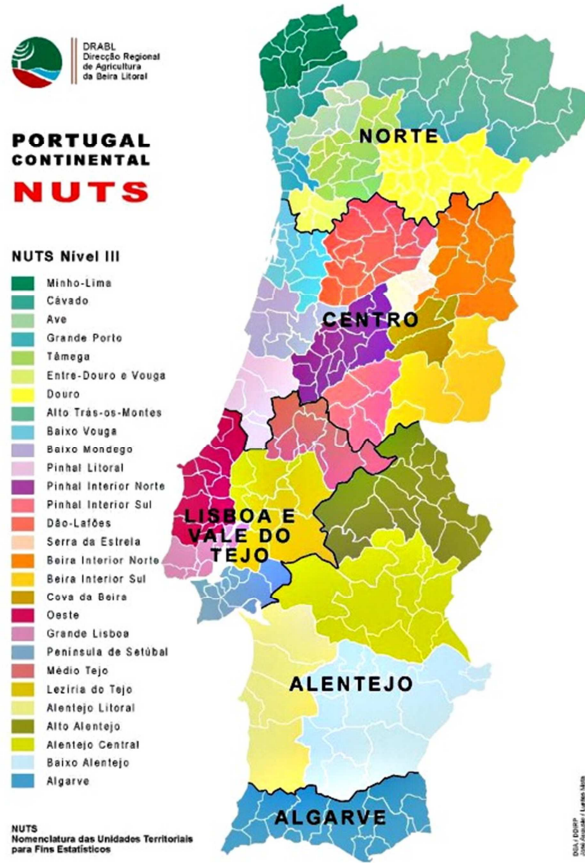 DRABL
Direcção Regional
de Agricultura
da Beira Litoral
PORTUGAL
CONTINENTAL
NUTS
NUTS Nível III
Minho-Lima
Cávado
Ave
Grande Porto
Tâmega
Entre-Douro e Vouga
Douro
Alto Trás-os-Montes
Baixo Vouga
Baixo Mondego
Pinhal Litoral
Pinhal Interior Norte
Pinhal Interior Sul
Dão-Lafões
Serra da Estrela
Beira Interior Norte
Beira Interior Sul
Cova da Beira
Oeste
Grande Lisboa
Península de Setúbal
Médio Tejo
Lezíria do Tejo
Alentejo Litoral
Alto Alentejo
Alentejo Central
Baixo Alentejo
Algarve
NORTE
CENTRO
LISBOA E
VALE DO
TEJO
ALENTEJO
ALGARVE
NUTS
Nomenclatura das Unidades Territoriais
para Fins Estatísticos